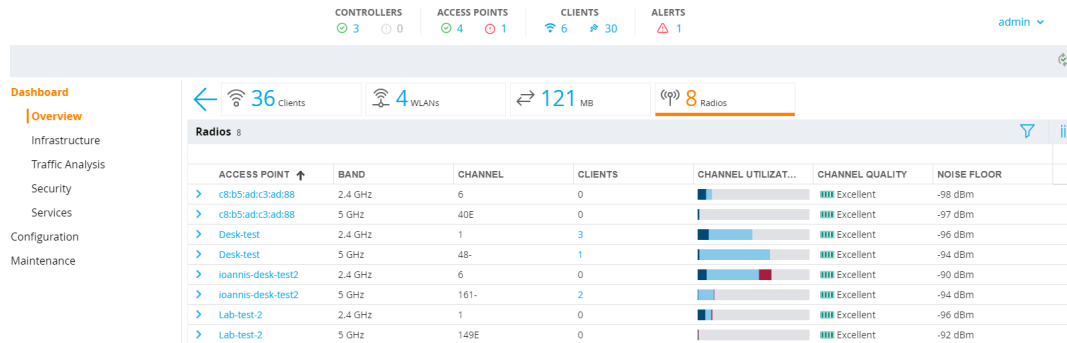 CONTROLLERS ACCESS POINTS CLIENTS ALERTS
3 0 4 1 6 30 1 admin
Dashboard
Overview
Infrastructure
Traffic Analysis
Security
Services
Configuration
Maintenance
36 Clients 4 WLANs 121 MB 8 Radios
Radios 8
ACCESS POINT BAND CHANNEL CLIENTS CHANNEL UTILIZAT... CHANNEL QUALITY NOISE FLOOR
c8:b5:ad:c3:ad:88 2.4 GHz 6 0 Excellent -98 dBm
c8:b5:ad:c3:ad:88 5 GHz 40E 0 Excellent -97 dBm
Desk-test 2.4 GHz 1 3 Excellent -96 dBm
Desk-test 5 GHz 48- 1 Excellent -94 dBm
ioannis-desk-test2 2.4 GHz 6 0 Excellent -90 dBm
ioannis-desk-test2 5 GHz 161- 2 Excellent -94 dBm
Lab-test-2 2.4 GHz 1 0 Excellent -96 dBm
Lab-test-2 5 GHz 149E 0 Excellent -92 dBm